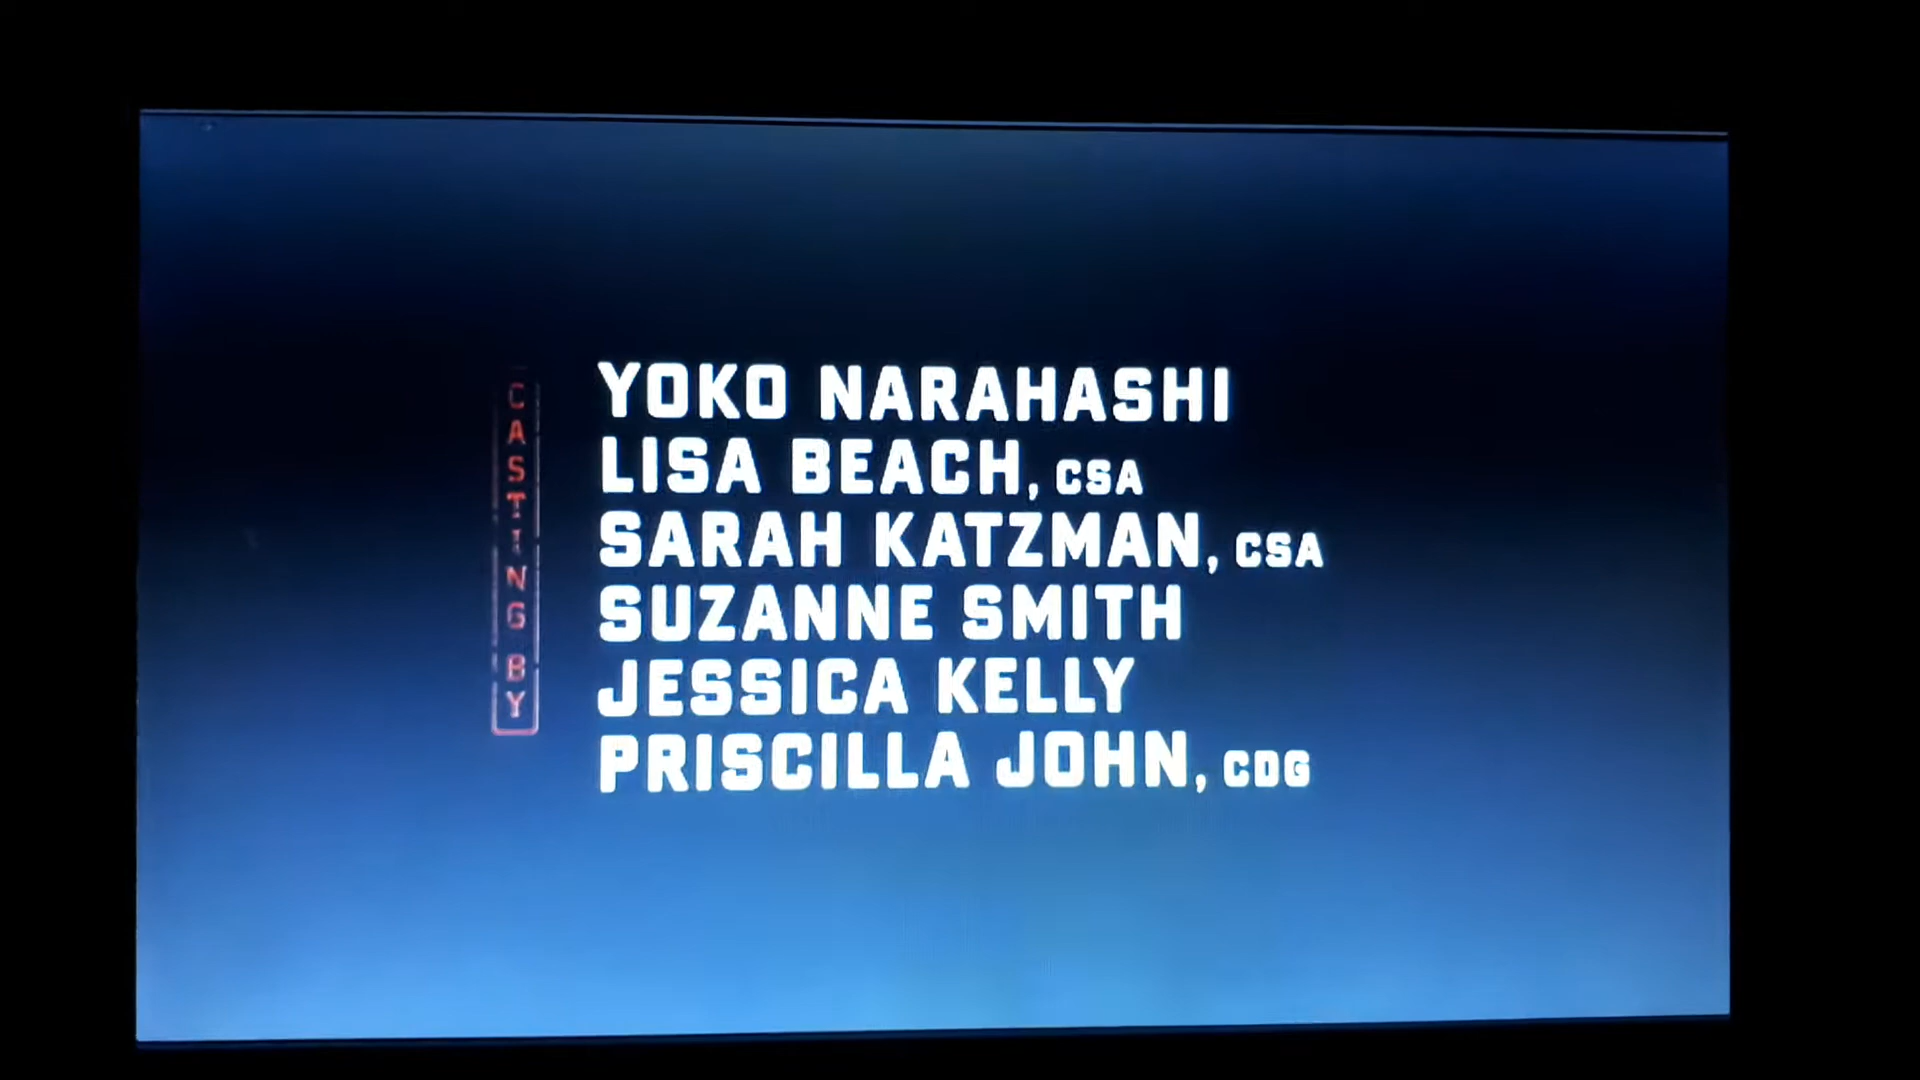 CASTING BY
YOKO NARAHASHI
LISA BEACH, CSA
SARAH KATZMAN, CSA
SUZANNE SMITH
JESSICA KELLY
PRISCILLA JOHN, CDG